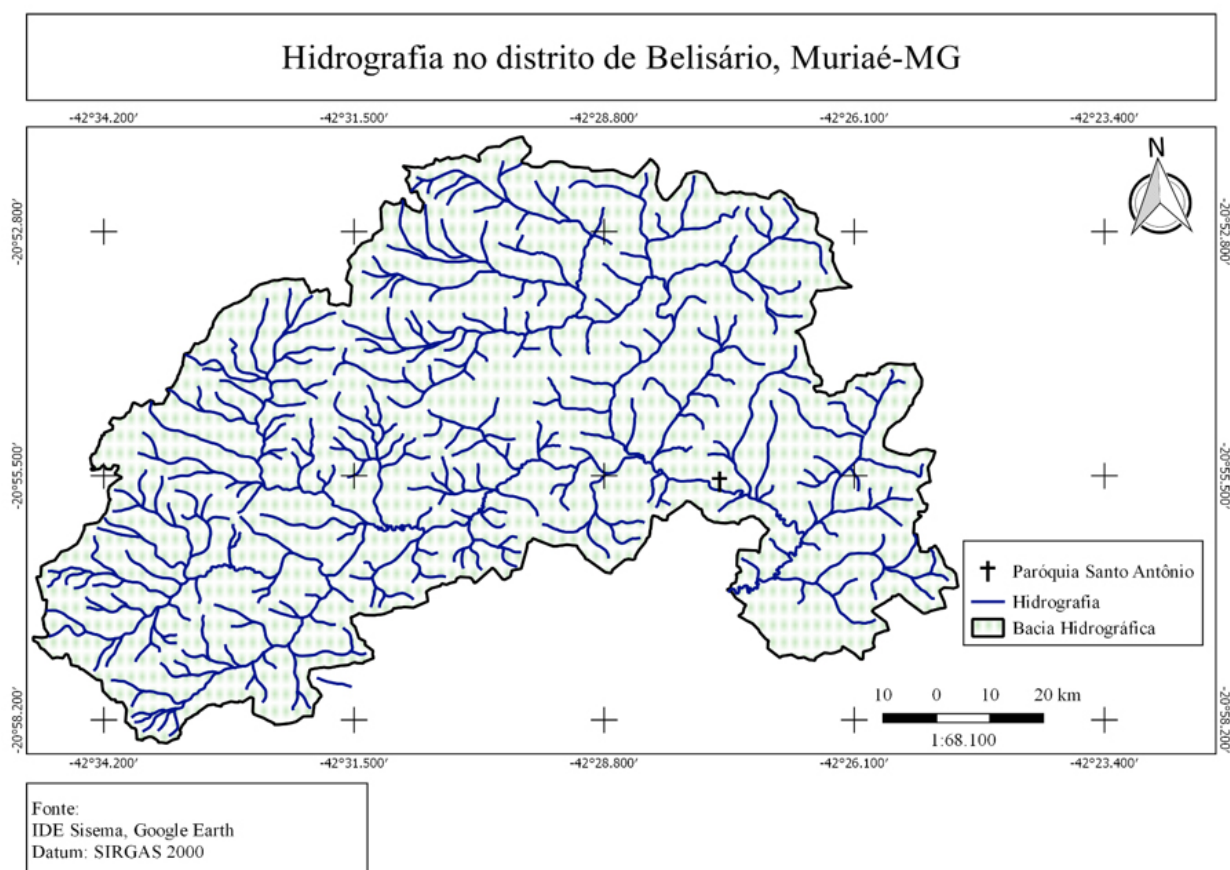 Hidrografia no distrito de Belisário, Muriaé-MG
-42°34.200' -42°31.500' -42°28.800' -42°26.100' -42°23.400'
N
-20°52.800' -20°52.800'
-20°55.500' -20°55.500'
Paróquia Santo Antônio
Hidrografia
Bacia Hidrográfica
-20°58.200' -20°58.200'
10 0 10 20 km
1:68.100
-42°34.200' -42°31.500' -42°28.800' -42°26.100' -42°23.400'
Fonte:
IDE Sisema, Google Earth
Datum: SIRGAS 2000